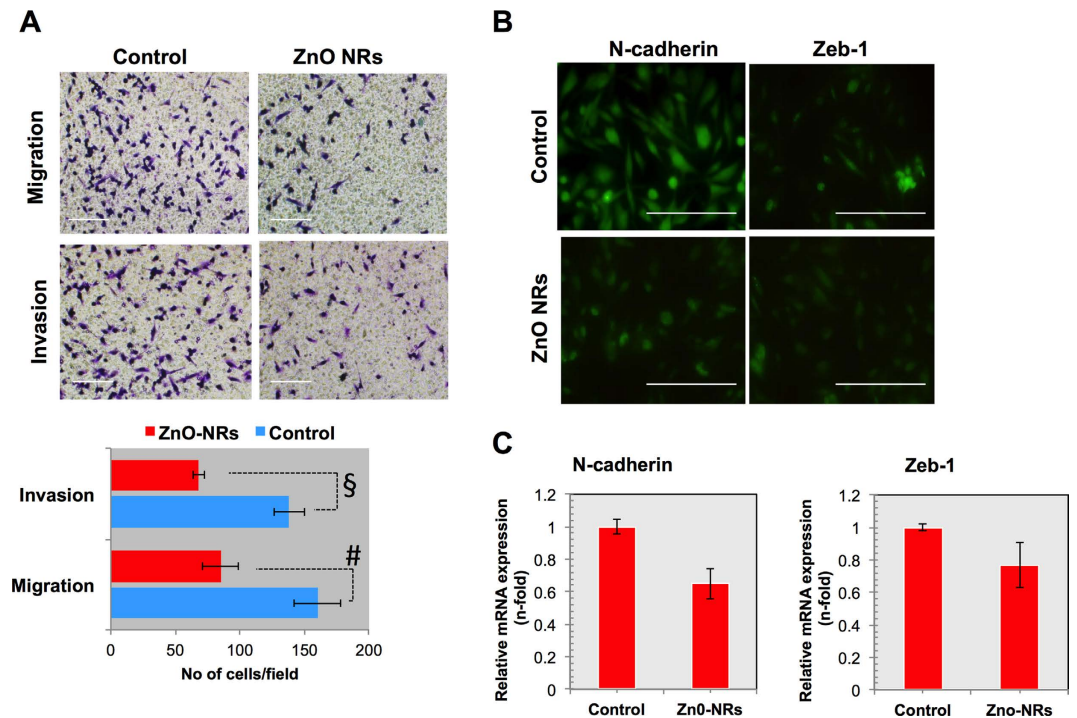 A
Control
ZnO NRs
Migration
Invasion
ZnO-NRs
Control
Invasion
§
Migration
#
0
50
100
150
200
No of cells/field
B
N-cadherin
Zeb-1
Control
ZnO NRs
C
N-cadherin
Relative mRNA expression
(n-fold)
1.2
1
0.8
0.6
0.4
0.2
0
Control
Zn0-NRs
Zeb-1
Relative mRNA expression
(n-fold)
1.2
1
0.8
0.6
0.4
0.2
0
Control
Zno-NRs